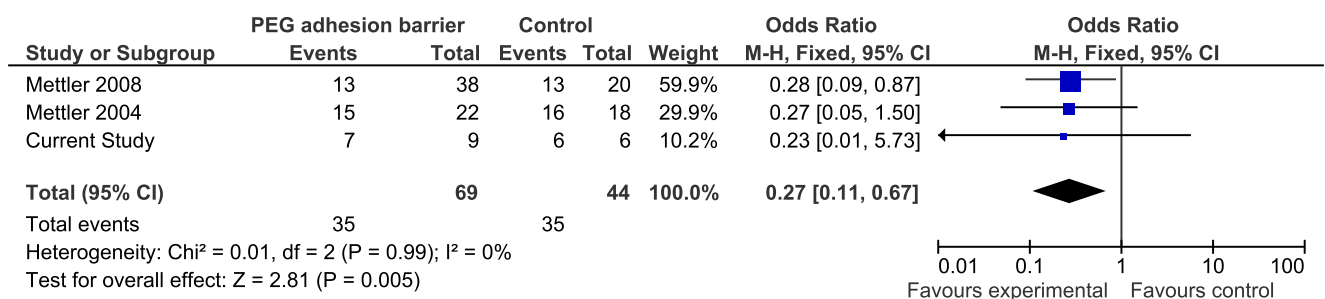 PEG adhesion barrier Control Odds Ratio Odds Ratio
Study or Subgroup Events Total Events Total Weight M-H, Fixed, 95% CI M-H, Fixed, 95% CI
Mettler 2008 13 38 13 20 59.9% 0.28 [0.09, 0.87]
Mettler 2004 15 22 16 18 29.9% 0.27 [0.05, 1.50]
Current Study 7 9 6 6 10.2% 0.23 [0.01, 5.73]
Total (95% CI) 69 44 100.0% 0.27 [0.11, 0.67]
Total events 35 35
Heterogeneity: Chi² = 0.01, df = 2 (P = 0.99); I² = 0%
Test for overall effect: Z = 2.81 (P = 0.005)
0.01 0.1 1 10 100
Favours experimental Favours control